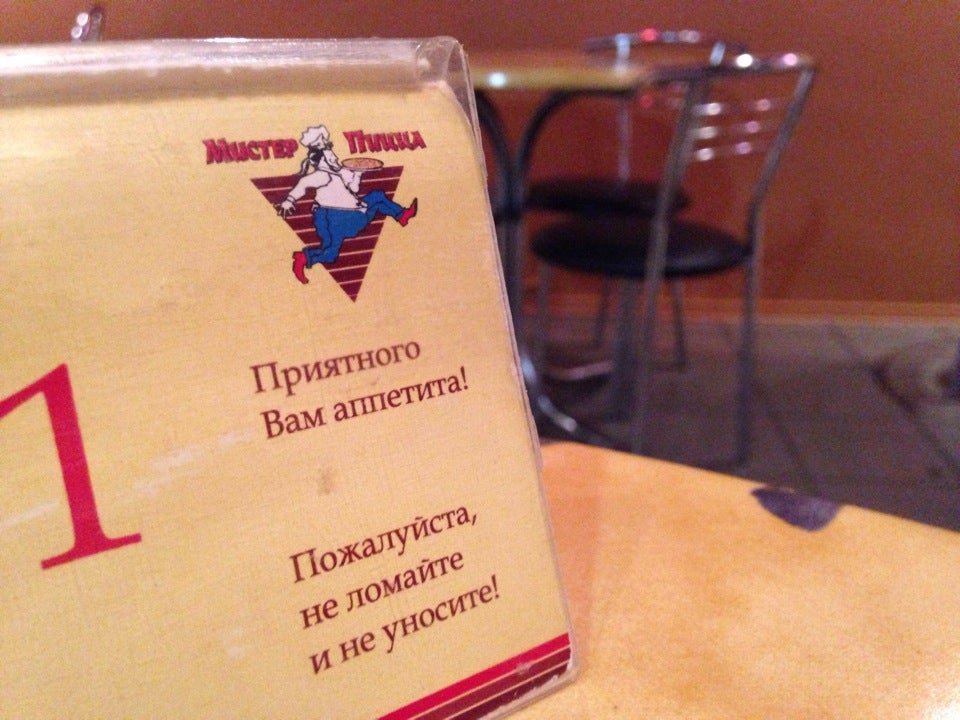 Мистер Пицца
1
Приятного
Вам аппетита!
Пожалуйста,
не ломайте
и не уносите!